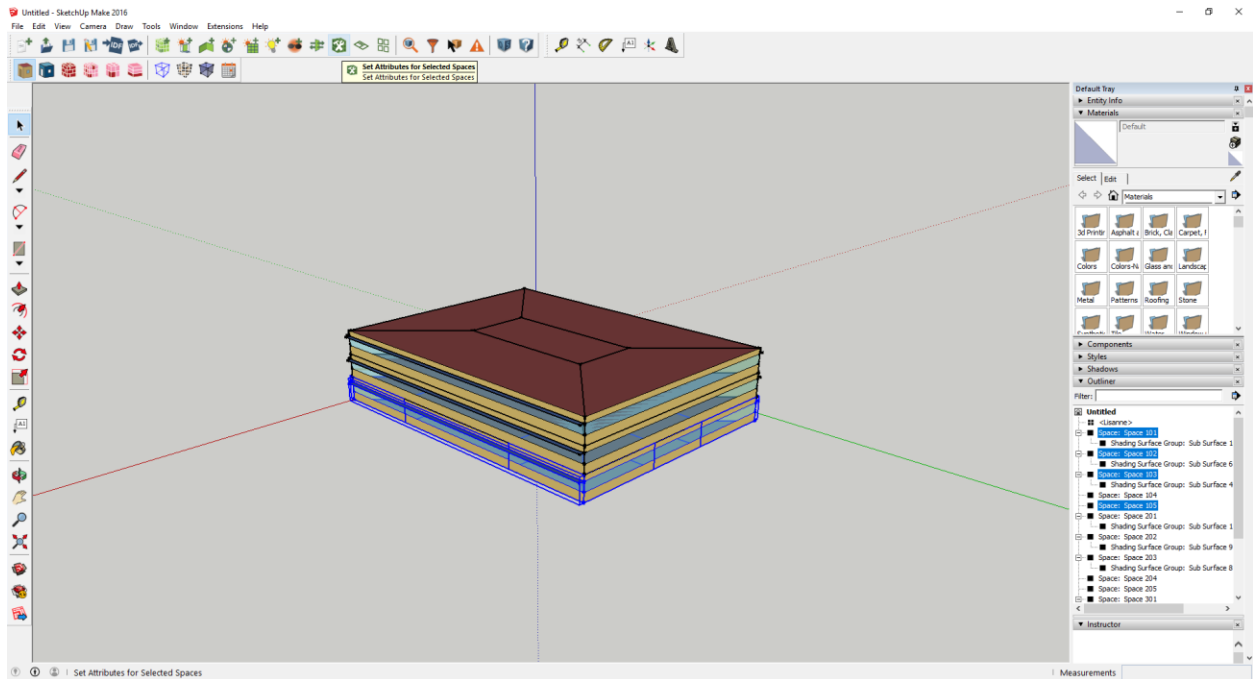 Untitled - SketchUp Make 2016
File Edit View Camera Draw Tools Window Extensions Help
Set Attributes for Selected Spaces
Set Attributes for Selected Spaces
Default Tray
Entity Info
Materials
Default
Select Edit
Materials
3d Printir Asphalt a Brick, Cla Carpet, F
Colors Colors-Na Glass and Landscap
Metal Patterns Roofing Stone
Tile Water
Components
Styles
Shadows
Outliner
Filter:
Untitled
<Lisanne>
Space: Space 101
Shading Surface Group: Sub Surface 1
Space: Space 102
Shading Surface Group: Sub Surface 6
Space: Space 103
Shading Surface Group: Sub Surface 4
Space: Space 104
Space: Space 105
Space: Space 201
Shading Surface Group: Sub Surface 1
Space: Space 202
Shading Surface Group: Sub Surface 9
Space: Space 203
Shading Surface Group: Sub Surface 8
Space: Space 204
Space: Space 205
Space: Space 301
Instructor
Set Attributes for Selected Spaces
Measurements